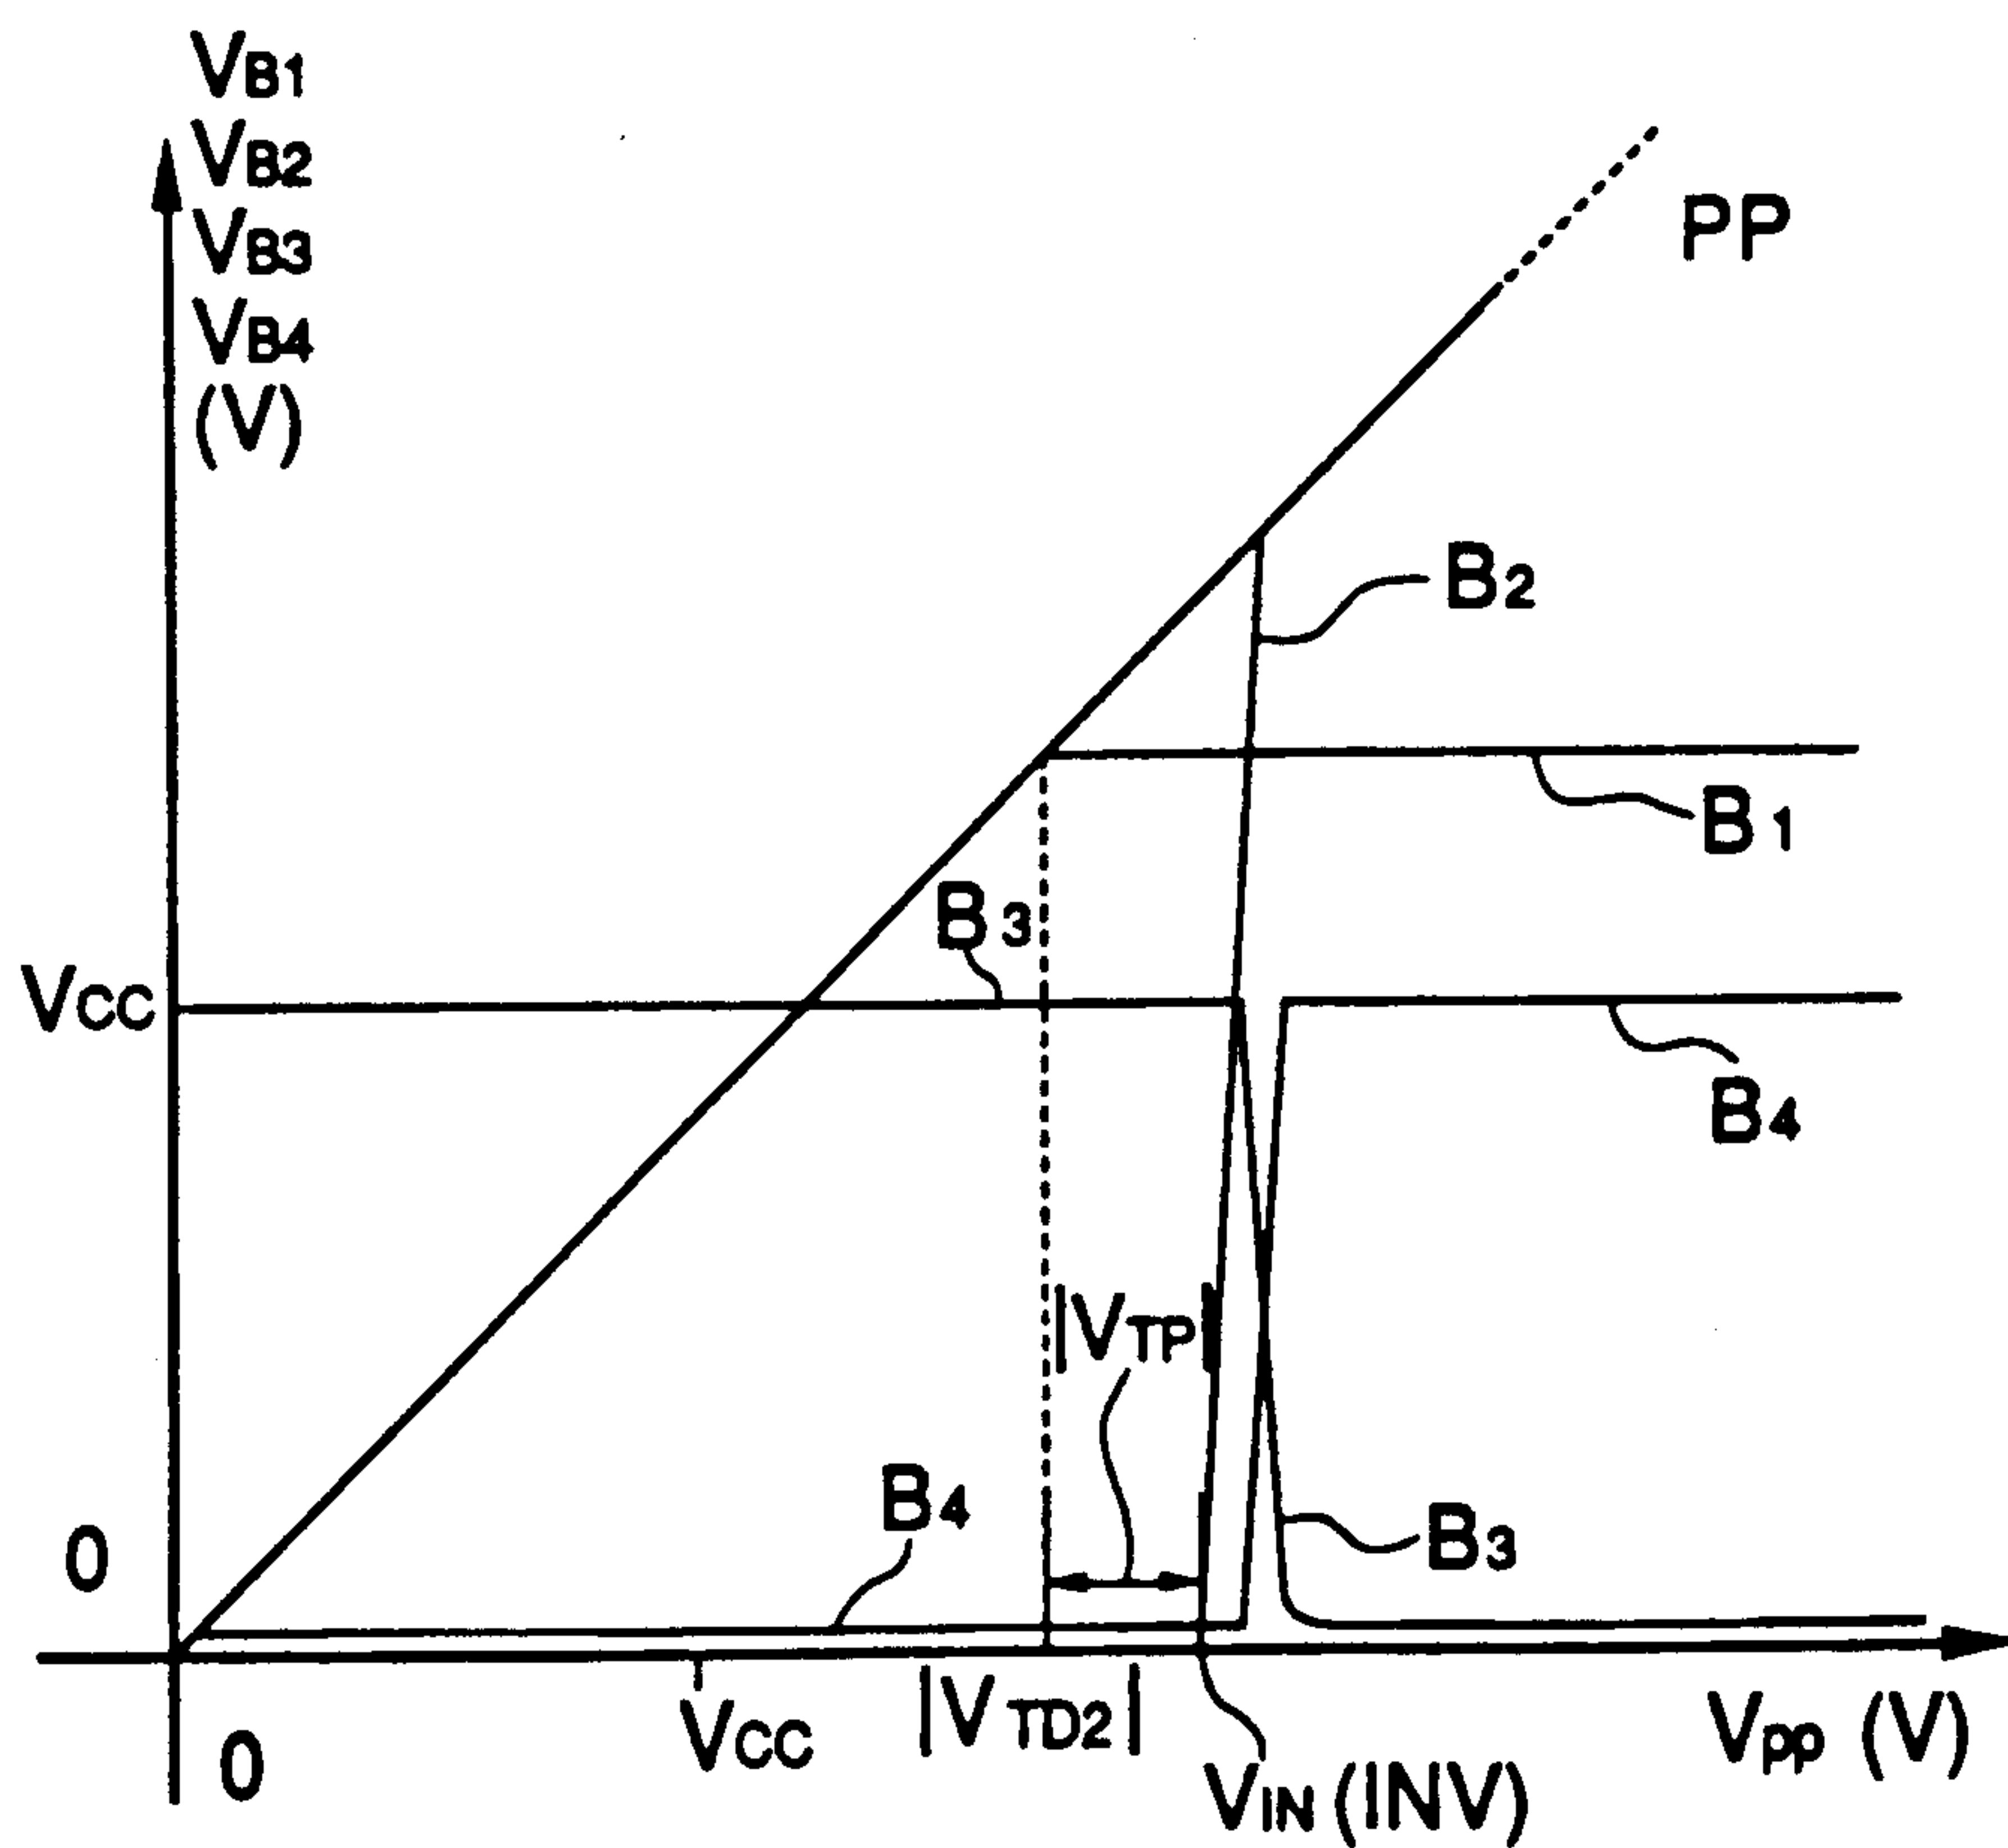 VB1
VB2
VB3
VB4
(V)
PP
B2
B1
B3
VCC
B4
|VTP|
B4
B3
0
VCC
|VTD2|
Vpp (V)
0
VIN (INV)